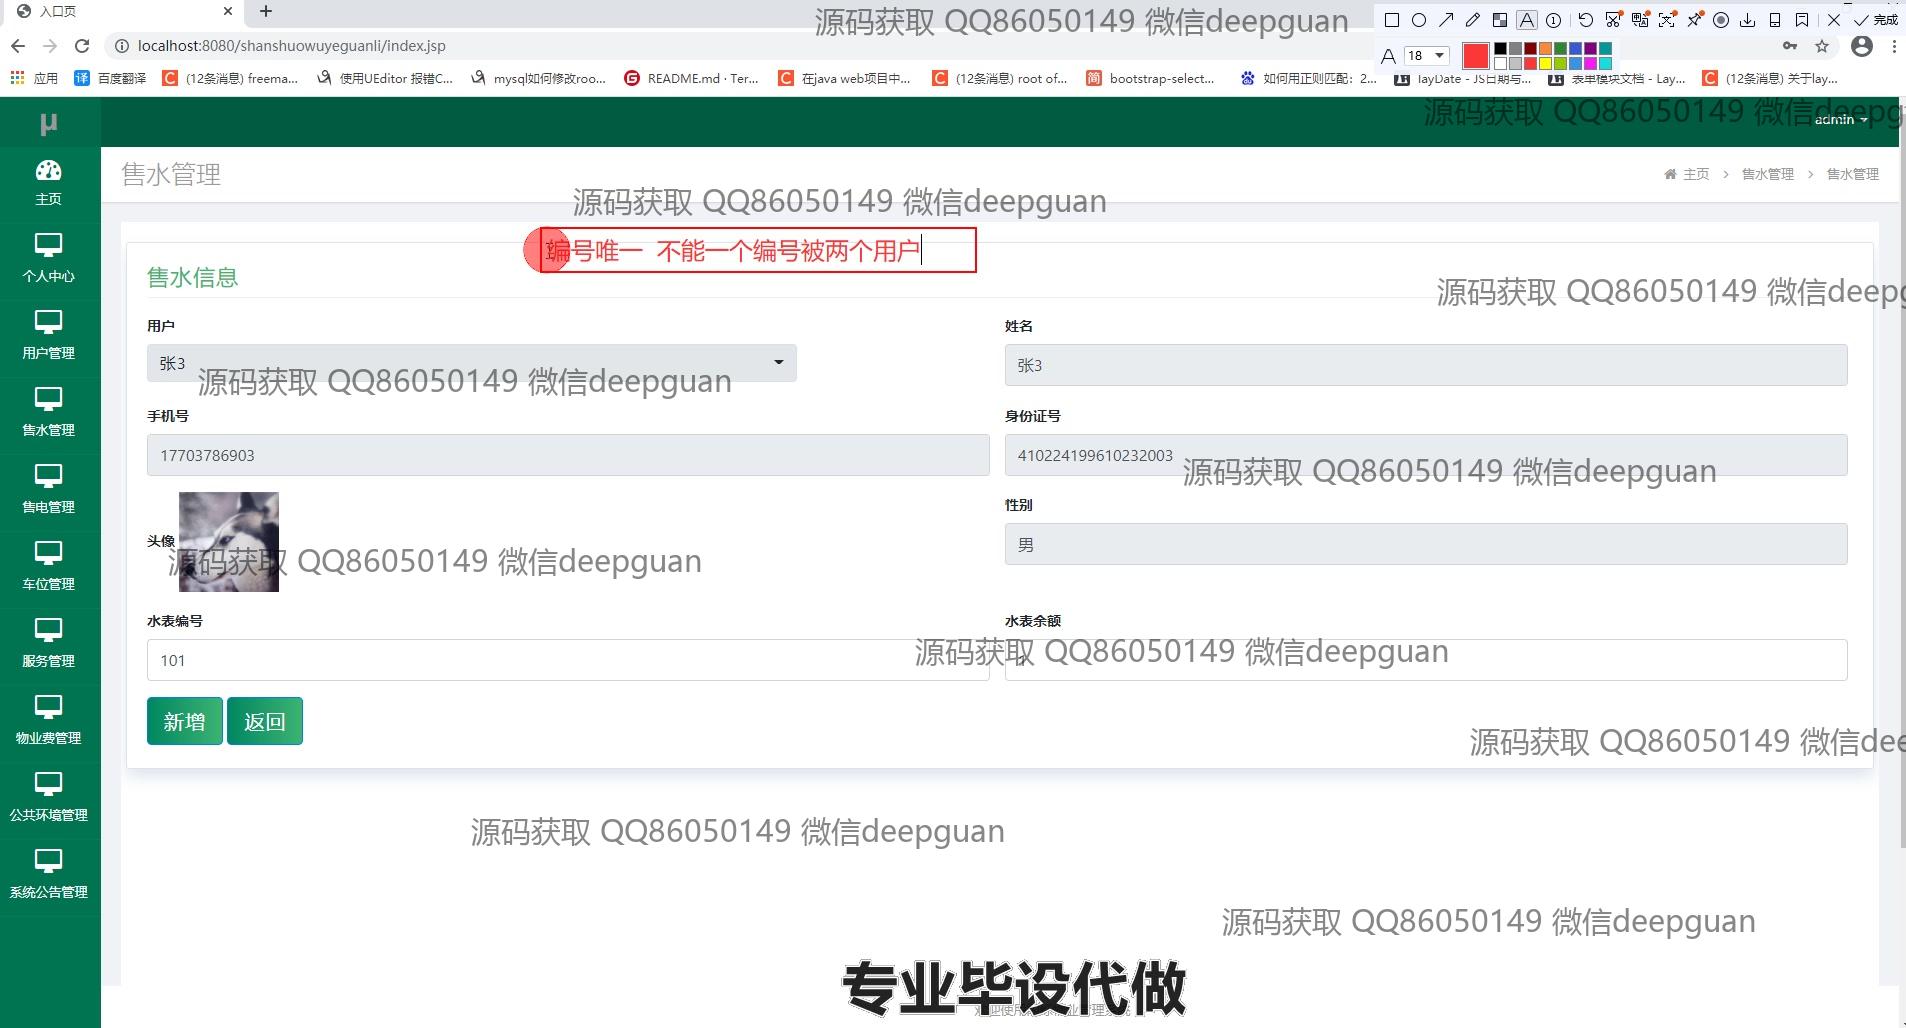 入口页
源码获取 QQ86050149 微信deepguan
完成
localhost:8080/shanshuowuyeguanli/index.jsp
A 18
应用
百度翻译
(12条消息) freema...
使用UEditor 报错C...
mysql如何修改roo...
README.md · Ter...
在java web项目中...
(12条消息) root of...
bootstrap-select...
如何用正则匹配：2...
layDate - JS日期与...
表单模块文档 - Lay...
(12条消息) 关于lay...
μ
源码获取 QQ86050149 微信deepg
admin
主页
售水管理
主页 > 售水管理 > 售水管理
源码获取 QQ86050149 微信deepguan
编号唯一 不能一个编号被两个用户
个人中心
售水信息
源码获取 QQ86050149 微信deepg
用户
姓名
用户管理
张3
张3
源码获取 QQ86050149 微信deepguan
手机号
身份证号
售水管理
17703786903
410224199610232003
源码获取 QQ86050149 微信deepguan
售电管理
性别
头像
男
源码获取 QQ86050149 微信deepguan
车位管理
水表编号
水表余额
服务管理
101
源码获取 QQ86050149 微信deepguan
新增
返回
物业费管理
源码获取 QQ86050149 微信dee
公共环境管理
源码获取 QQ86050149 微信deepguan
系统公告管理
源码获取 QQ86050149 微信deepguan
专业毕设代做